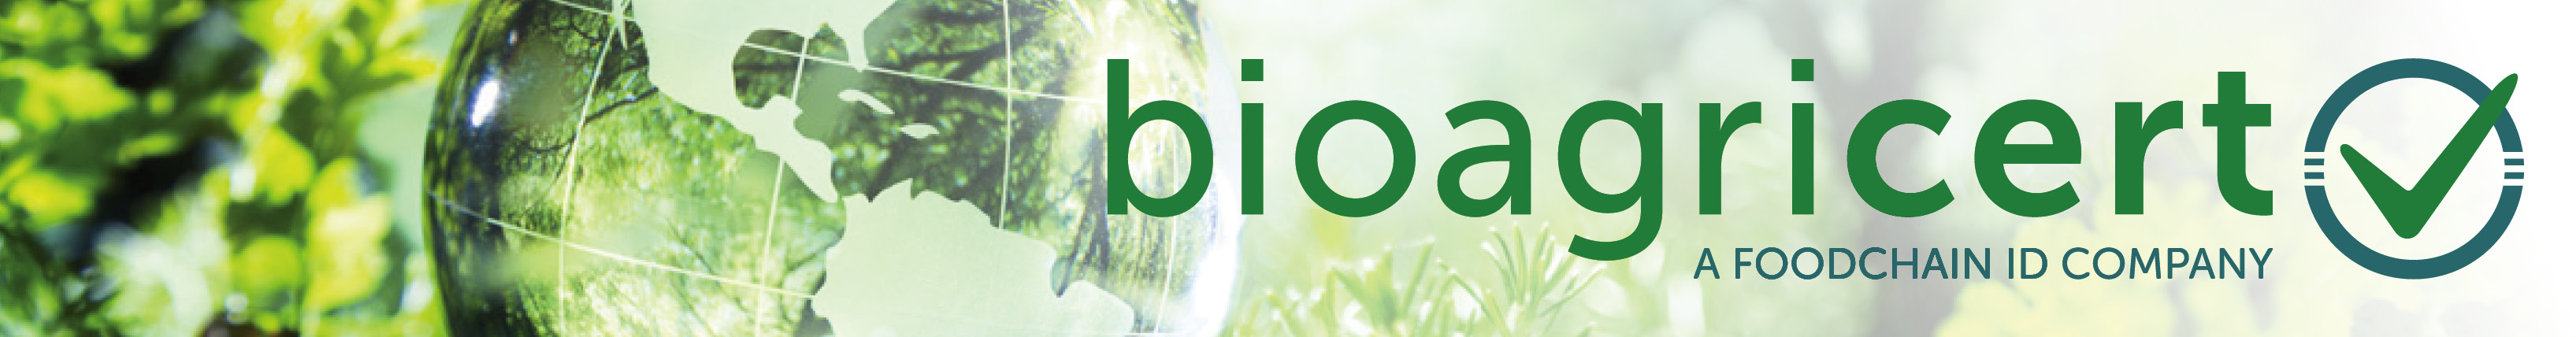 bioagricert
A FOODCHAIN ID COMPANY